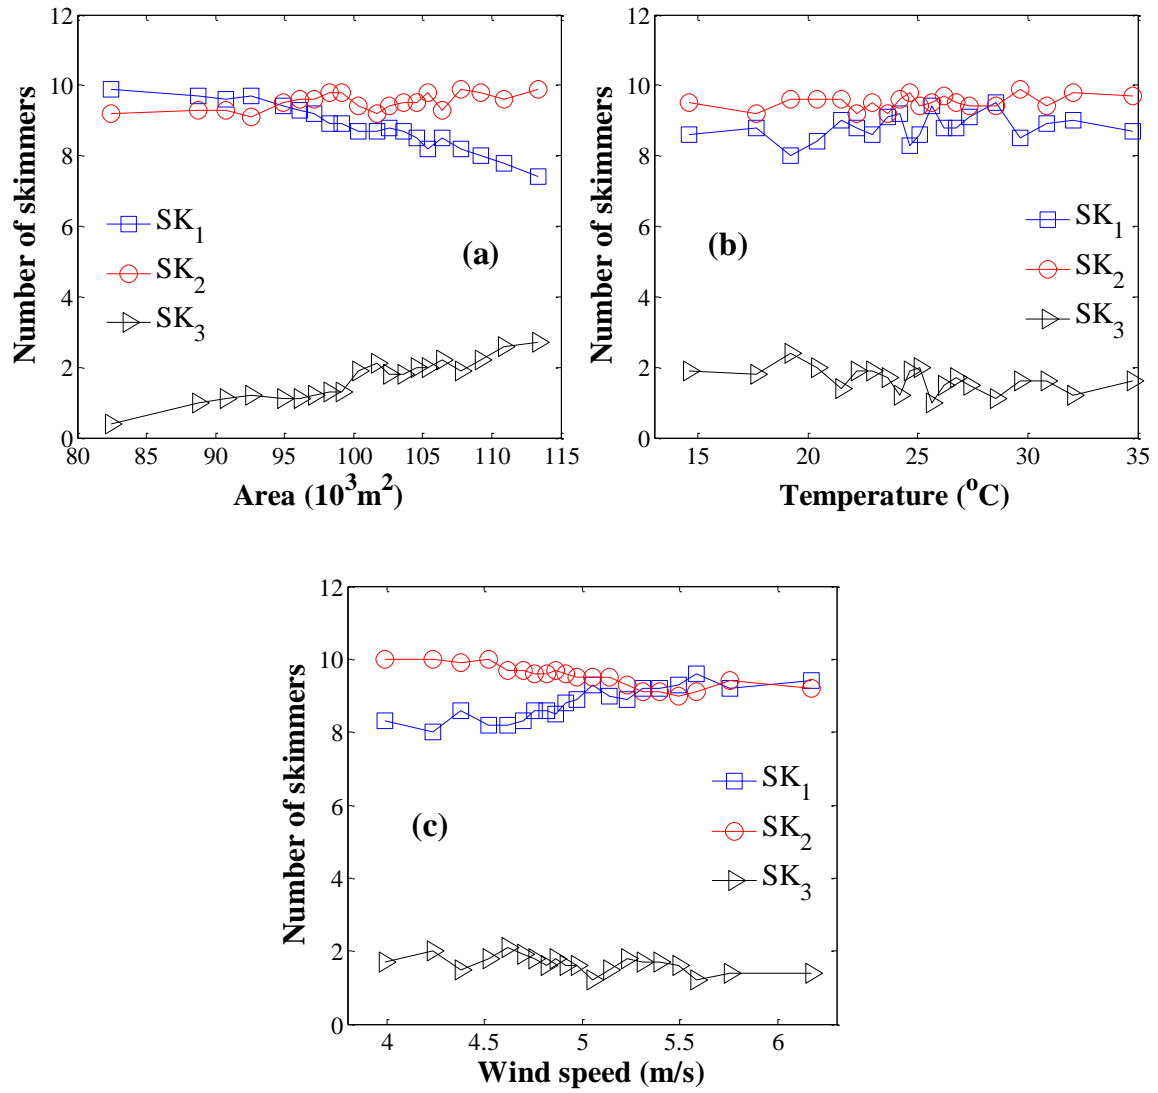 12
10
8
6
4
2
0
Number of skimmers
SK1
SK2
SK3
(a)
80 85 90 95 100 105 110 115
Area (10³m²)
12
10
8
6
4
2
0
Number of skimmers
(b)
SK1
SK2
SK3
15 20 25 30 35
Temperature (ᵒC)
12
10
8
6
4
2
0
Number of skimmers
(c)
SK1
SK2
SK3
4 4.5 5 5.5 6
Wind speed (m/s)